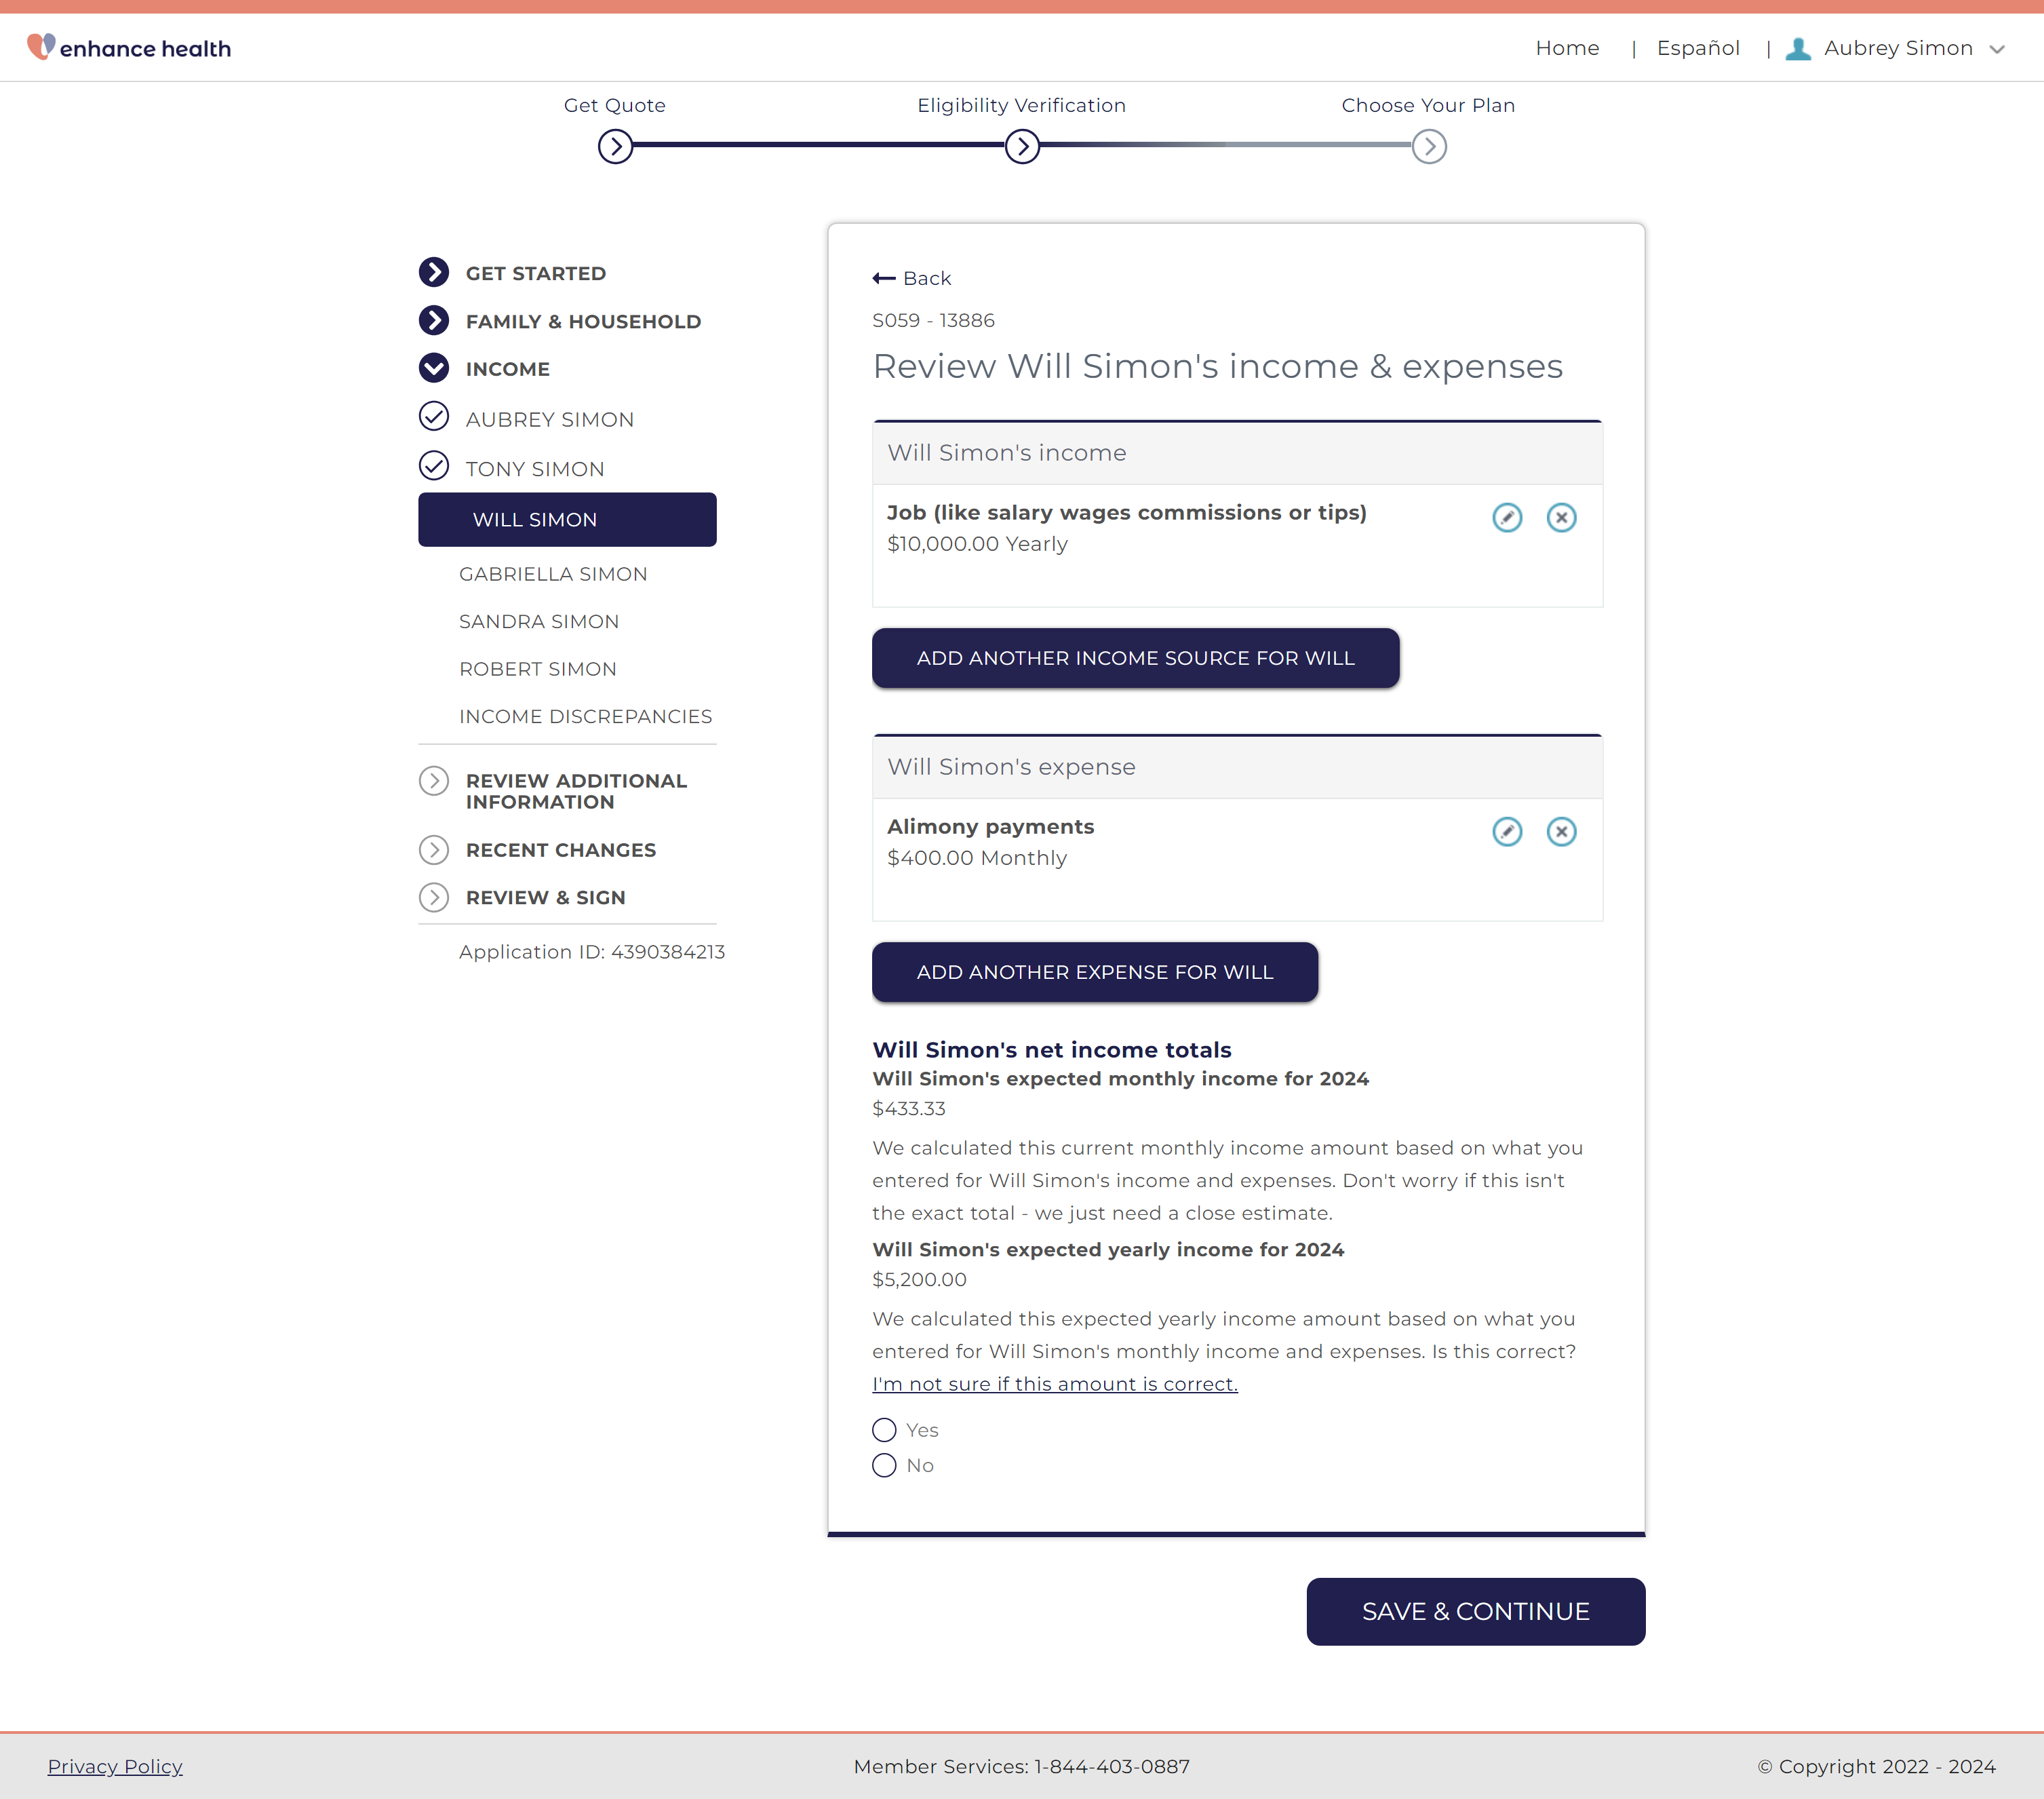 enhance health
Home | Español | Aubrey Simon
Get Quote
Eligibility Verification
Choose Your Plan
GET STARTED
FAMILY & HOUSEHOLD
INCOME
AUBREY SIMON
TONY SIMON
WILL SIMON
GABRIELLA SIMON
SANDRA SIMON
ROBERT SIMON
INCOME DISCREPANCIES
REVIEW ADDITIONAL
INFORMATION
RECENT CHANGES
REVIEW & SIGN
Application ID: 4390384213
Back
S059 - 13886
Review Will Simon's income & expenses
Will Simon's income
Job (like salary wages commissions or tips)
$10,000.00 Yearly
ADD ANOTHER INCOME SOURCE FOR WILL
Will Simon's expense
Alimony payments
$400.00 Monthly
ADD ANOTHER EXPENSE FOR WILL
Will Simon's net income totals
Will Simon's expected monthly income for 2024
$433.33
We calculated this current monthly income amount based on what you
entered for Will Simon's income and expenses. Don't worry if this isn't
the exact total - we just need a close estimate.
Will Simon's expected yearly income for 2024
$5,200.00
We calculated this expected yearly income amount based on what you
entered for Will Simon's monthly income and expenses. Is this correct?
I'm not sure if this amount is correct.
Yes
No
SAVE & CONTINUE
Privacy Policy
Member Services: 1-844-403-0887
© Copyright 2022 - 2024